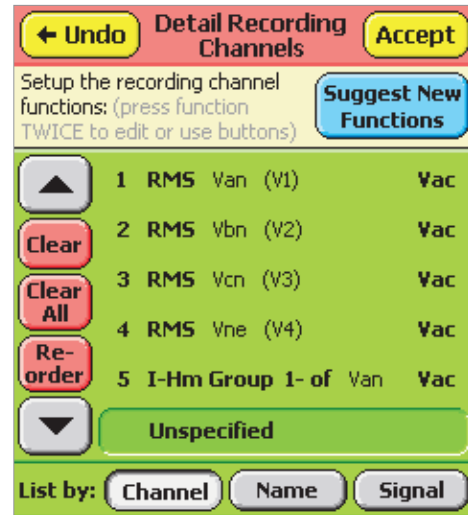 ← Undo
Detail Recording
Channels
Accept
Setup the recording channel
functions: (press function
TWICE to edit or use buttons)
Suggest New
Functions
1 RMS Van (V1) Vac
2 RMS Vbn (V2) Vac
Clear
3 RMS Vcn (V3) Vac
Clear
All
4 RMS Vne (V4) Vac
Re-
order
5 I-Hm Group 1- of Van Vac
Unspecified
List by: Channel Name Signal